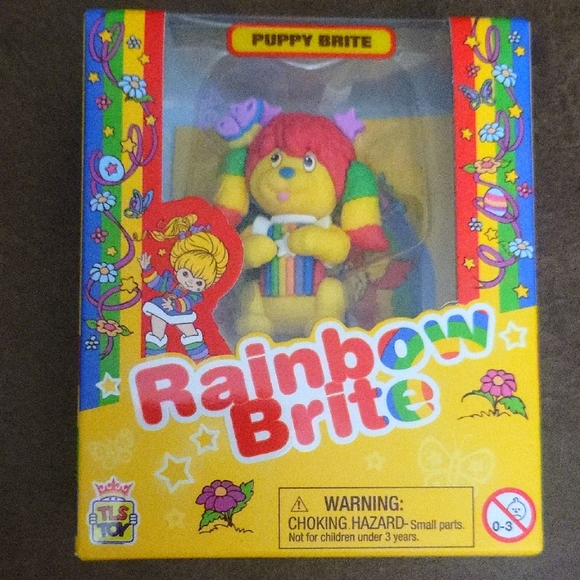 PUPPY BRITE
Rainbow
Brite
TLS
TOY
WARNING:
CHOKING HAZARD- Small parts.
Not for children under 3 years.
0-3